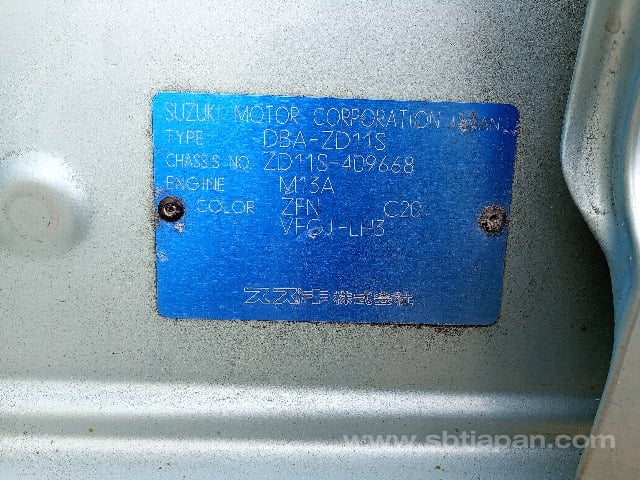 SUZUKI MOTOR CORPORATION JAPAN
TYPE DBA-ZD11S
CHASSIS NO. ZD11S-409668
ENGINE M13A
COLOR ZFN C20
スズキ株式会社
www.sbtjapan.com